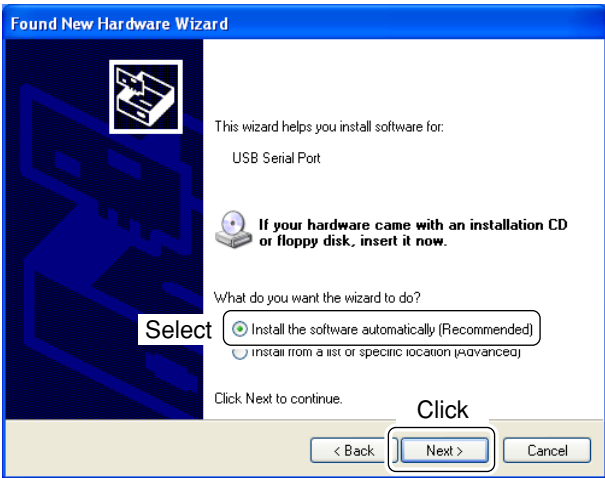 Found New Hardware Wizard
This wizard helps you install software for:
USB Serial Port
If your hardware came with an installation CD
or floppy disk, insert it now.
What do you want the wizard to do?
Select
Install the software automatically (Recommended)
Install from a list or specific location (Advanced)
Click Next to continue.
Click
< Back
Next >
Cancel